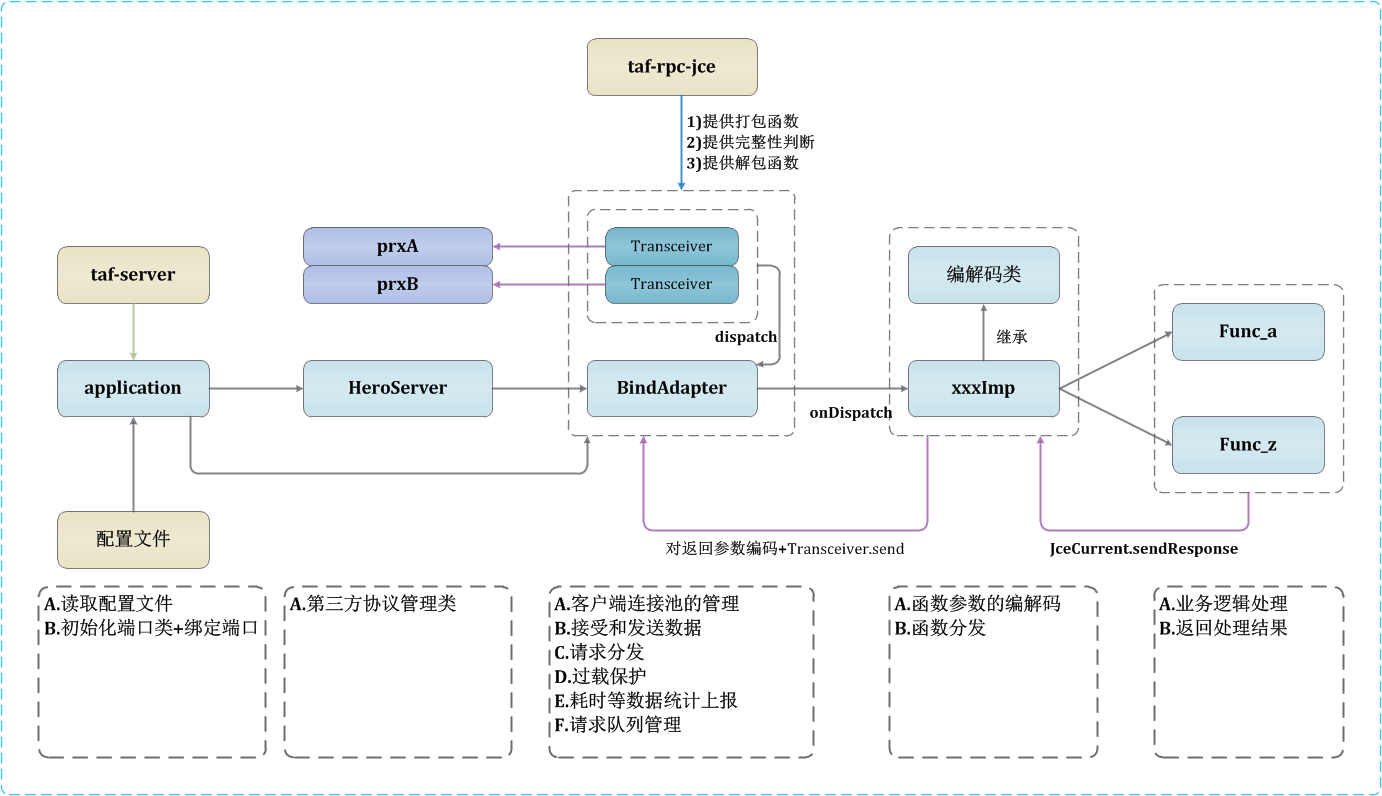 taf-rpc-jce
1)提供打包函数
2)提供完整性判断
3)提供解包函数
prxA
Transceiver
taf-server
编解码类
prxB
Transceiver
Func_a
dispatch
继承
application
HeroServer
BindAdapter
xxxImp
onDispatch
Func_z
配置文件
对返回参数编码+Transceiver.send
JceCurrent.sendResponse
A.读取配置文件
B.初始化端口类+绑定端口
A.第三方协议管理类
A.客户端连接池的管理
B.接受和发送数据
C.请求分发
D.过载保护
E.耗时等数据统计上报
F.请求队列管理
A.函数参数的编解码
B.函数分发
A.业务逻辑处理
B.返回处理结果